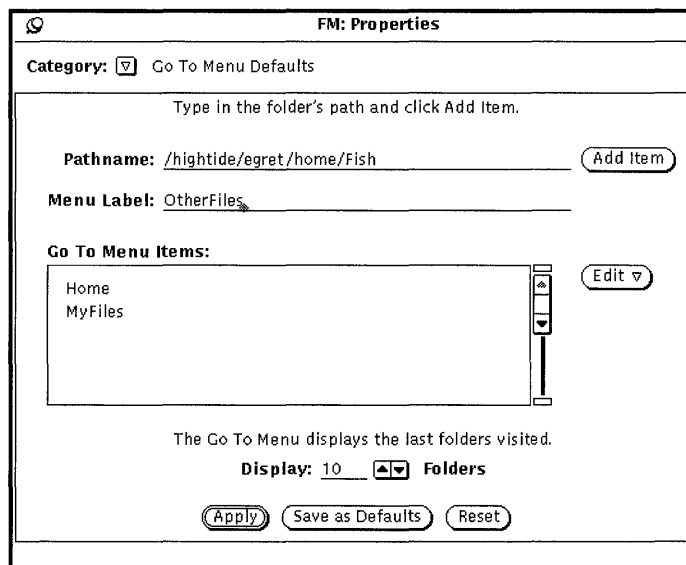 FM: Properties
Category: Go To Menu Defaults
Type in the folder's path and click Add Item.
Pathname: /hightide/egret/home/Fish Add Item
Menu Label: OtherFiles
Go To Menu Items:
Edit
Home
MyFiles
The Go To Menu displays the last folders visited.
Display: 10 Folders
Apply Save as Defaults Reset